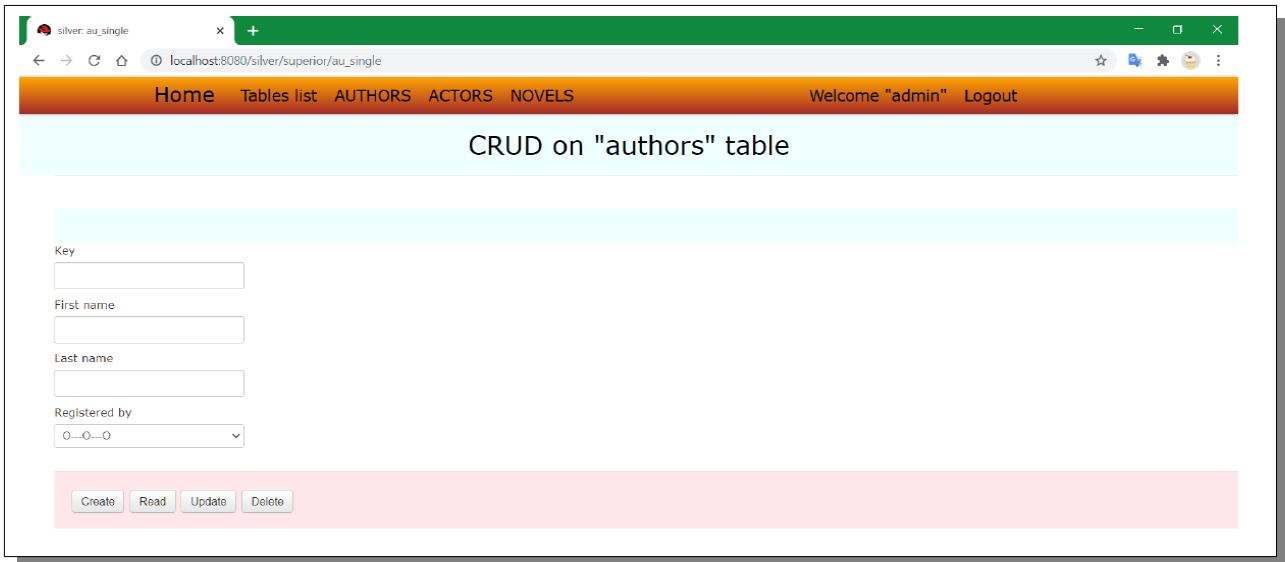 silver: au_single
localhost:8080/silver/superior/au_single
Home Tables list AUTHORS ACTORS NOVELS Welcome "admin" Logout
CRUD on "authors" table
Key
First name
Last name
Registered by
O---O---O
Create Read Update Delete